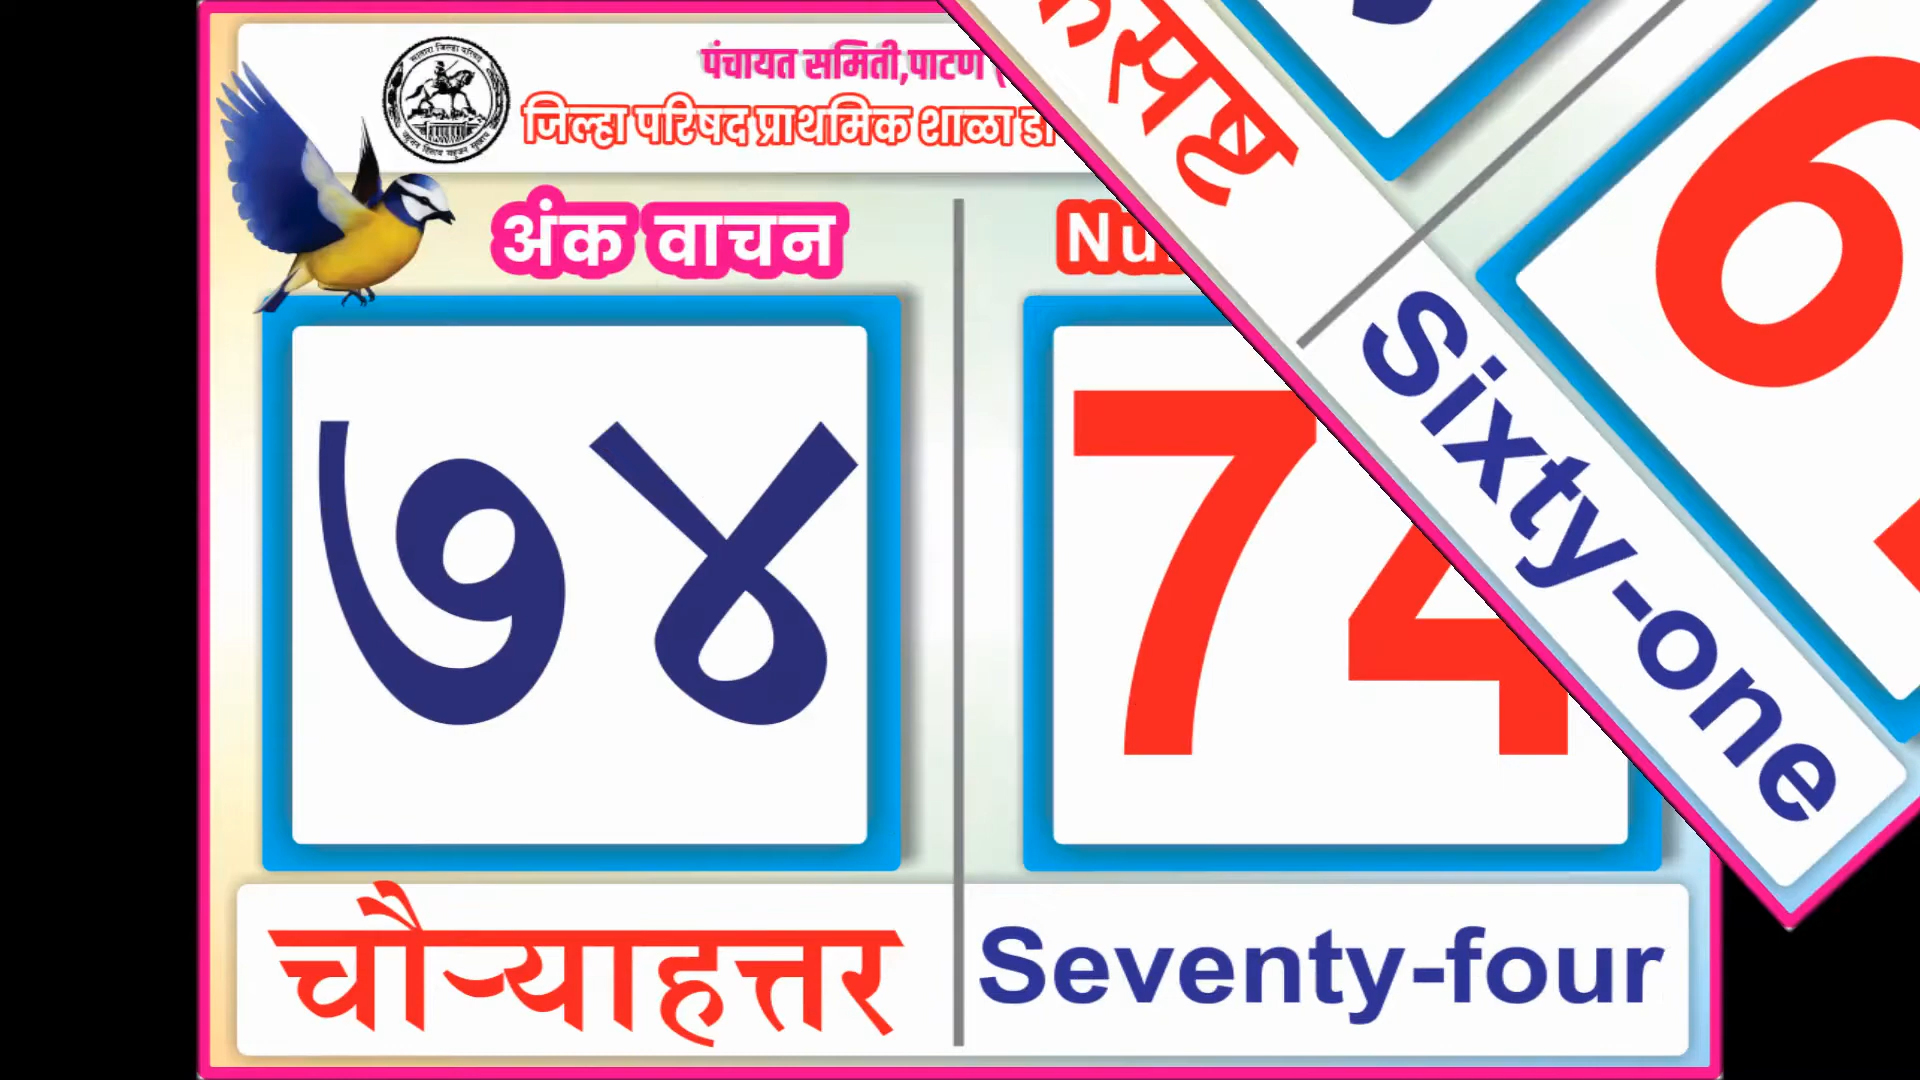 पंचायत समिती,पाटण (
जिल्हा परिषद प्राथमिक शाळा
अंक वाचन
७४
74
चौऱ्याहत्तर
Seventy-four
Sixty-one